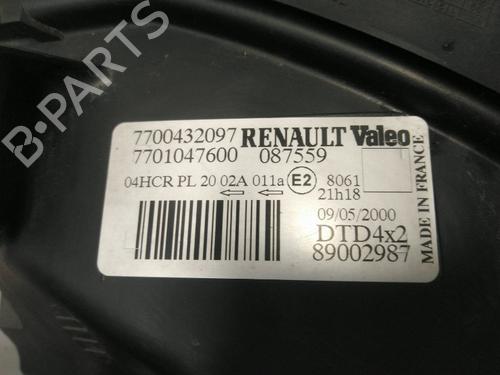 B-PARTS
7700432097 RENAULT Valeo
7701047600 087559
04HCR PL 20 02A 011a E2 8061
21h18
09/05/2000
DTD4x2
89002987
MADE IN FRANCE